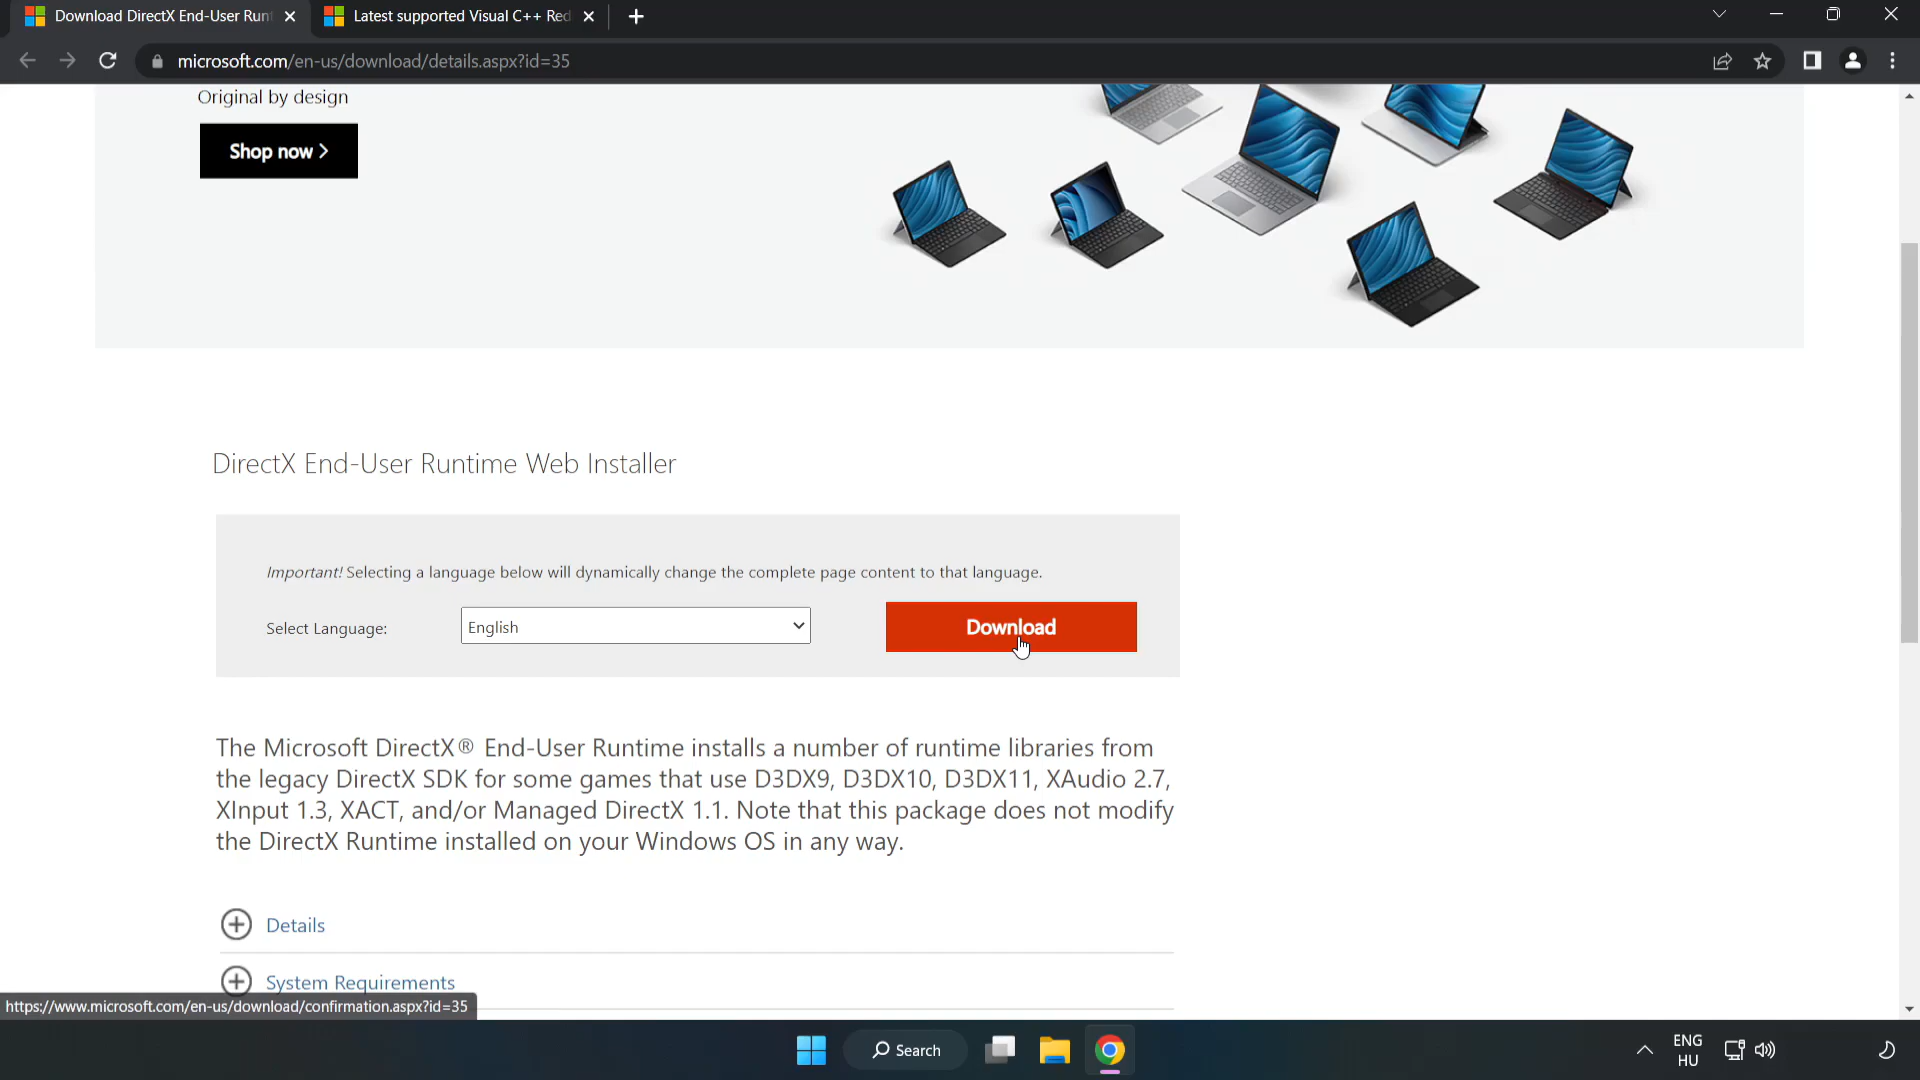 Download DirectX End-User Runt
Latest supported Visual C++ Red
microsoft.com/en-us/download/details.aspx?id=35
Original by design
Shop now >
DirectX End-User Runtime Web Installer
Important! Selecting a language below will dynamically change the complete page content to that language.
Select Language:
English
Download
The Microsoft DirectX® End-User Runtime installs a number of runtime libraries from
the legacy DirectX SDK for some games that use D3DX9, D3DX10, D3DX11, XAudio 2.7,
XInput 1.3, XACT, and/or Managed DirectX 1.1. Note that this package does not modify
the DirectX Runtime installed on your Windows OS in any way.
Details
System Requirements
https://www.microsoft.com/en-us/download/confirmation.aspx?id=35
Search
ENG
HU